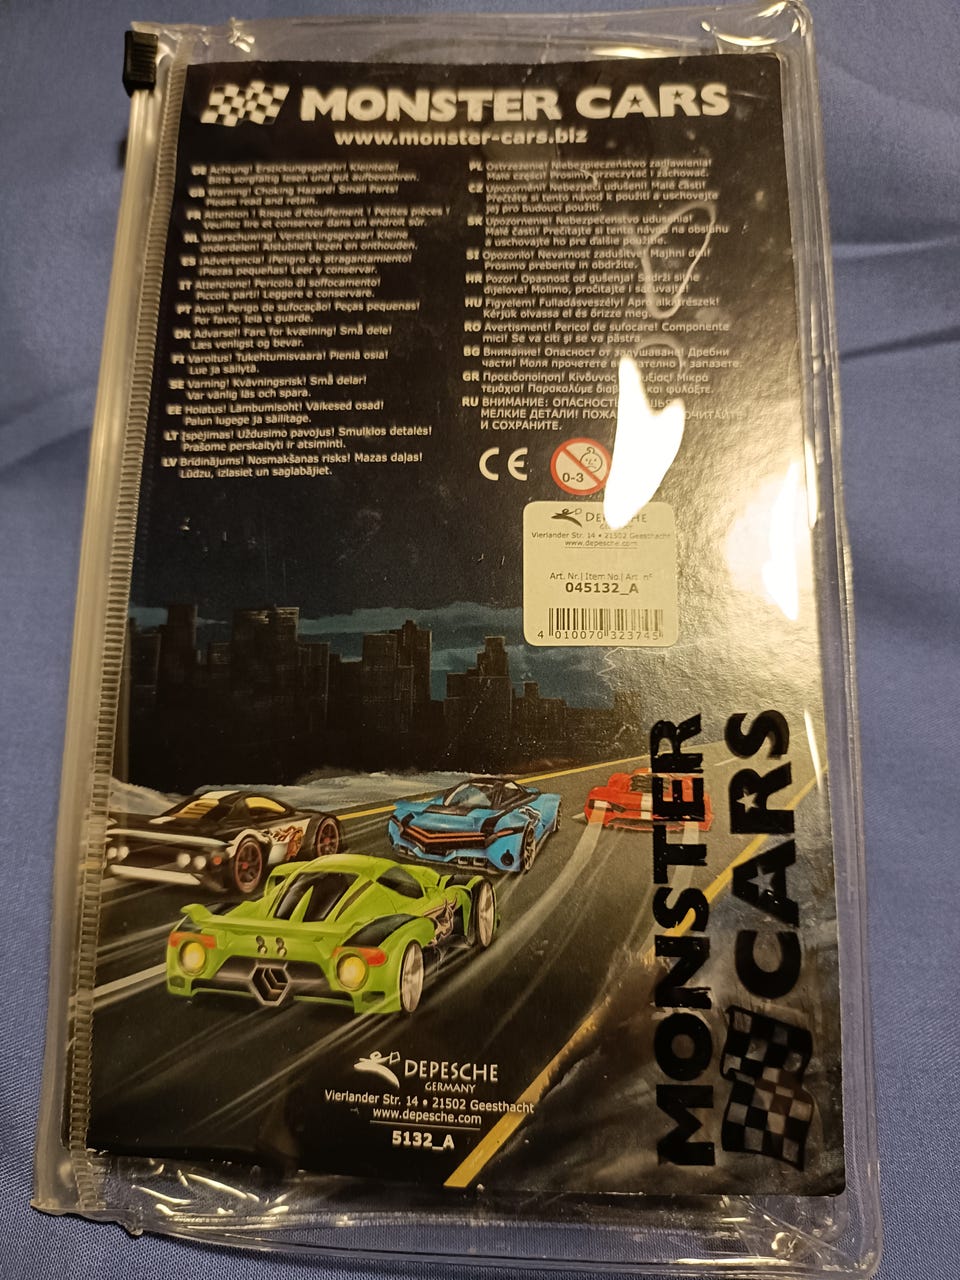 MONSTER CARS
www.monster-cars.biz
DE Achtung! Erstickungsgefahr! Kleinteile!
Bitte sorgfältig lesen und gut aufbewahren.
GB Warning! Choking Hazard! Small Parts!
Please read and retain.
FR Attention ! Risque d'étouffement ! Petites pièces !
Veuillez lire et conserver dans un endroit sûr.
NL Waarschuwing! Verstikkingsgevaar! Kleine
onderdelen! Alstublieft lezen en onthouden.
ES ¡Advertencia! ¡Peligro de atragantamiento!
¡Piezas pequeñas! Leer y conservar.
IT Attenzione! Pericolo di soffocamento!
Piccole parti! Leggere e conservare.
PT Aviso! Perigo de sufocação! Peças pequenas!
Por favor, leia e guarde.
DK Advarsel! Fare for kvælning! Små dele!
Læs venligst og bevar.
FI Varoitus! Tukehtumisvaara! Pieniä osia!
Lue ja säilytä.
SE Varning! Kvävningsrisk! Små delar!
Var vänlig läs och spara.
EE Hoiatus! Lämbumisoht! Väikesed osad!
Palun lugege ja säilitage.
LT Įspėjimas! Uždusimo pavojus! Smulkios detalės!
Prašome perskaityti ir atsiminti.
LV Brīdinājums! Nosmakšanas risks! Mazas daļas!
Lūdzu, izlasiet un saglabājiet.
PL Ostrzeżenie! Niebezpieczeństwo zadławienia!
Małe części! Prosimy przeczytać i zachować.
CZ Upozornění! Nebezpečí udušení! Malé části!
Přečtěte si tento návod k použití a uschovejte
jej pro budoucí použití.
SK Upozornenie! Nebezpečenstvo udusenia!
Malé časti! Prečítajte si tento návod na obsluhu
a uschovajte ho pre ďalšie použitie.
SI Opozorilo! Nevarnost zadušitve! Majhni deli!
Prosimo preberite in obdržite.
HR Pozor! Opasnost od gušenja! Sadrži sitne
dijelove! Molimo, pročitajte i sačuvajte!
HU Figyelem! Fulladásveszély! Apró alkatrészek!
Kérjük olvassa el és őrizze meg.
RO Avertisment! Pericol de sufocare! Componente
mici! Se va citi şi se va păstra.
BG Внимание! Опасност от задушаване! Дребни
части! Моля прочетете внимателно и запазете.
GR Προειδοποίηση! Κίνδυνος Μικρά
τεμάχια! Παρακαλύμε και φυλάξτε.
RU ВНИМАНИЕ: ОПАСНОСТЬ
МЕЛКИЕ ДЕТАЛИ!
И СОХРАНИТЕ.
CE
0-3
DEPESCHE
GERMANY
Vierlander Str. 14 • 21502 Geesthacht
www.depesche.com
Art. Nr.| Item No.| Art. n°
045132_A
4 010070 323745
MONSTER
CARS
DEPESCHE
GERMANY
Vierlander Str. 14 • 21502 Geesthacht
www.depesche.com
5132_A